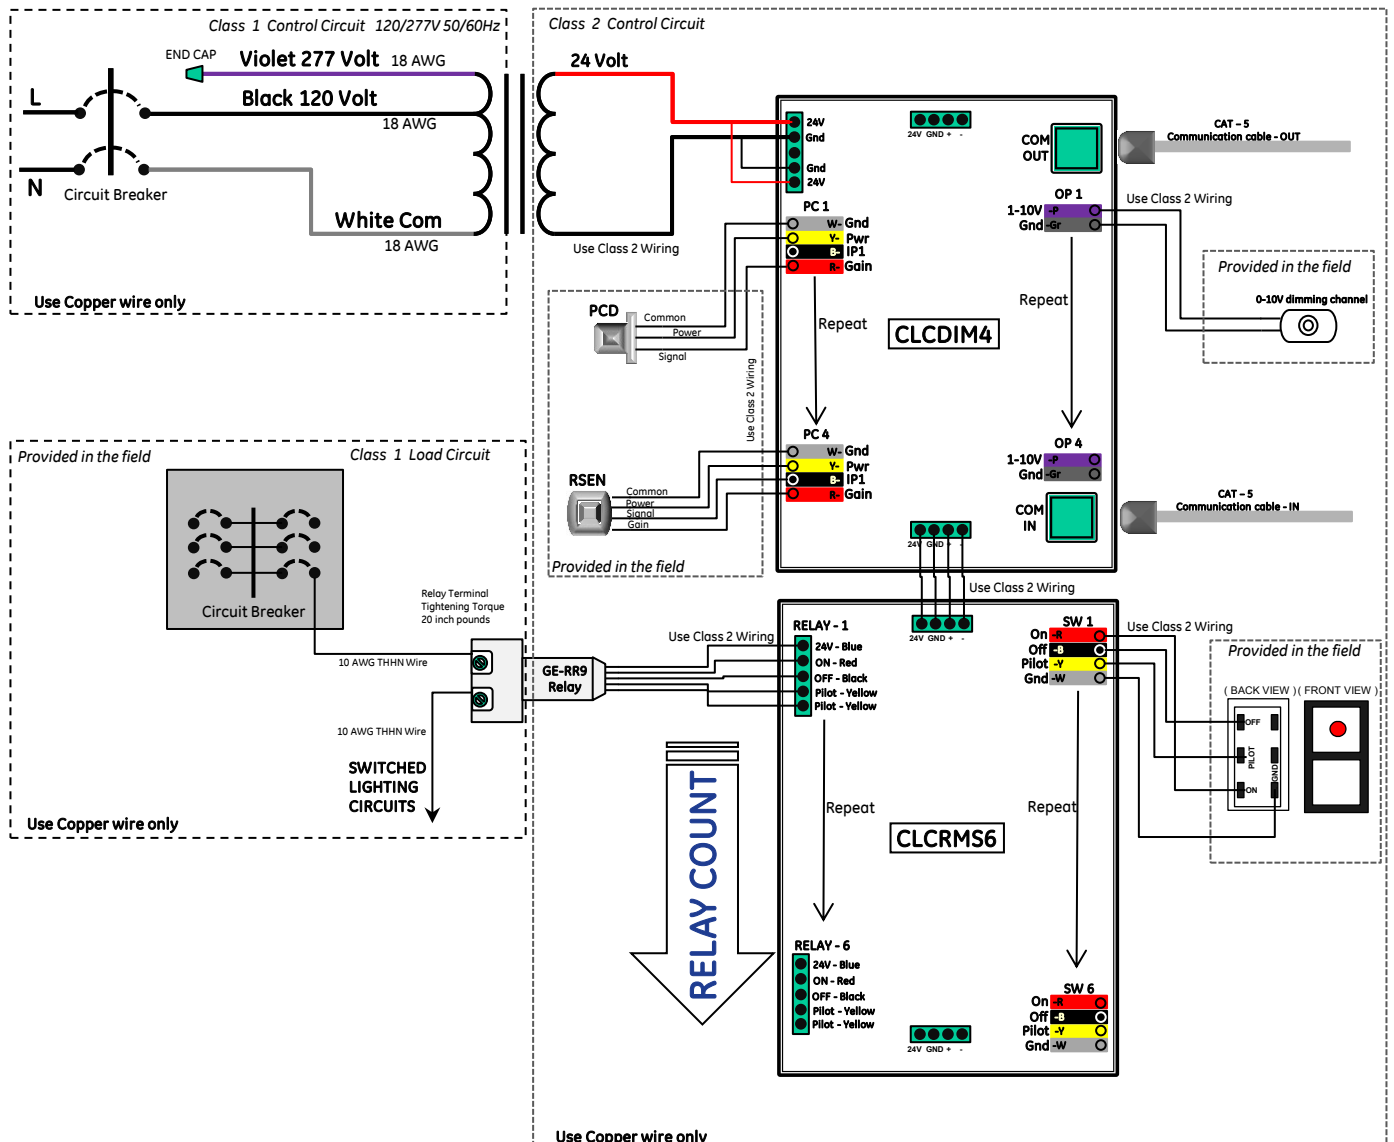 Class 1 Control Circuit 120/277V 50/60Hz
END CAP
Violet 277 Volt 18 AWG
L
Black 120 Volt
18 AWG
N
Circuit Breaker
White Com
18 AWG
Use Copper wire only
Class 2 Control Circuit
24 Volt
Use Class 2 Wiring
24V
Gnd
Gnd
24V
24V GND + -
COM
OUT
CAT - 5
Communication cable - OUT
PC 1
W- Gnd
Y- Pwr
B- IP1
R- Gain
Repeat
OP 1
1-10V -P
Gnd -Gr
Use Class 2 Wiring
Repeat
Provided in the field
0-10V dimming channel
CLCDIM4
PCD
Common
Power
Signal
Use Class 2 Wiring
RSEN
Common
Power
Signal
Gain
Provided in the field
PC 4
W- Gnd
Y- Pwr
B- IP1
R- Gain
OP 4
1-10V -P
Gnd -Gr
COM
IN
CAT - 5
Communication cable - IN
24V GND + -
Use Class 2 Wiring
Provided in the field
Class 1 Load Circuit
Circuit Breaker
Relay Terminal
Tightening Torque
20 inch pounds
10 AWG THHN Wire
10 AWG THHN Wire
SWITCHED
LIGHTING
CIRCUITS
Use Copper wire only
GE-RR9
Relay
Use Class 2 Wiring
RELAY - 1
24V - Blue
ON - Red
OFF - Black
Pilot - Yellow
Pilot - Yellow
24V GND + -
SW 1
On -R
Off -B
Pilot -Y
Gnd -W
Use Class 2 Wiring
Provided in the field
( BACK VIEW ) ( FRONT VIEW )
OFF
PILOT
GND
ON
RELAY COUNT
Repeat
Repeat
CLCRMS6
RELAY - 6
24V - Blue
ON - Red
OFF - Black
Pilot - Yellow
Pilot - Yellow
24V GND + -
SW 6
On -R
Off -B
Pilot -Y
Gnd -W
Use Copper wire only